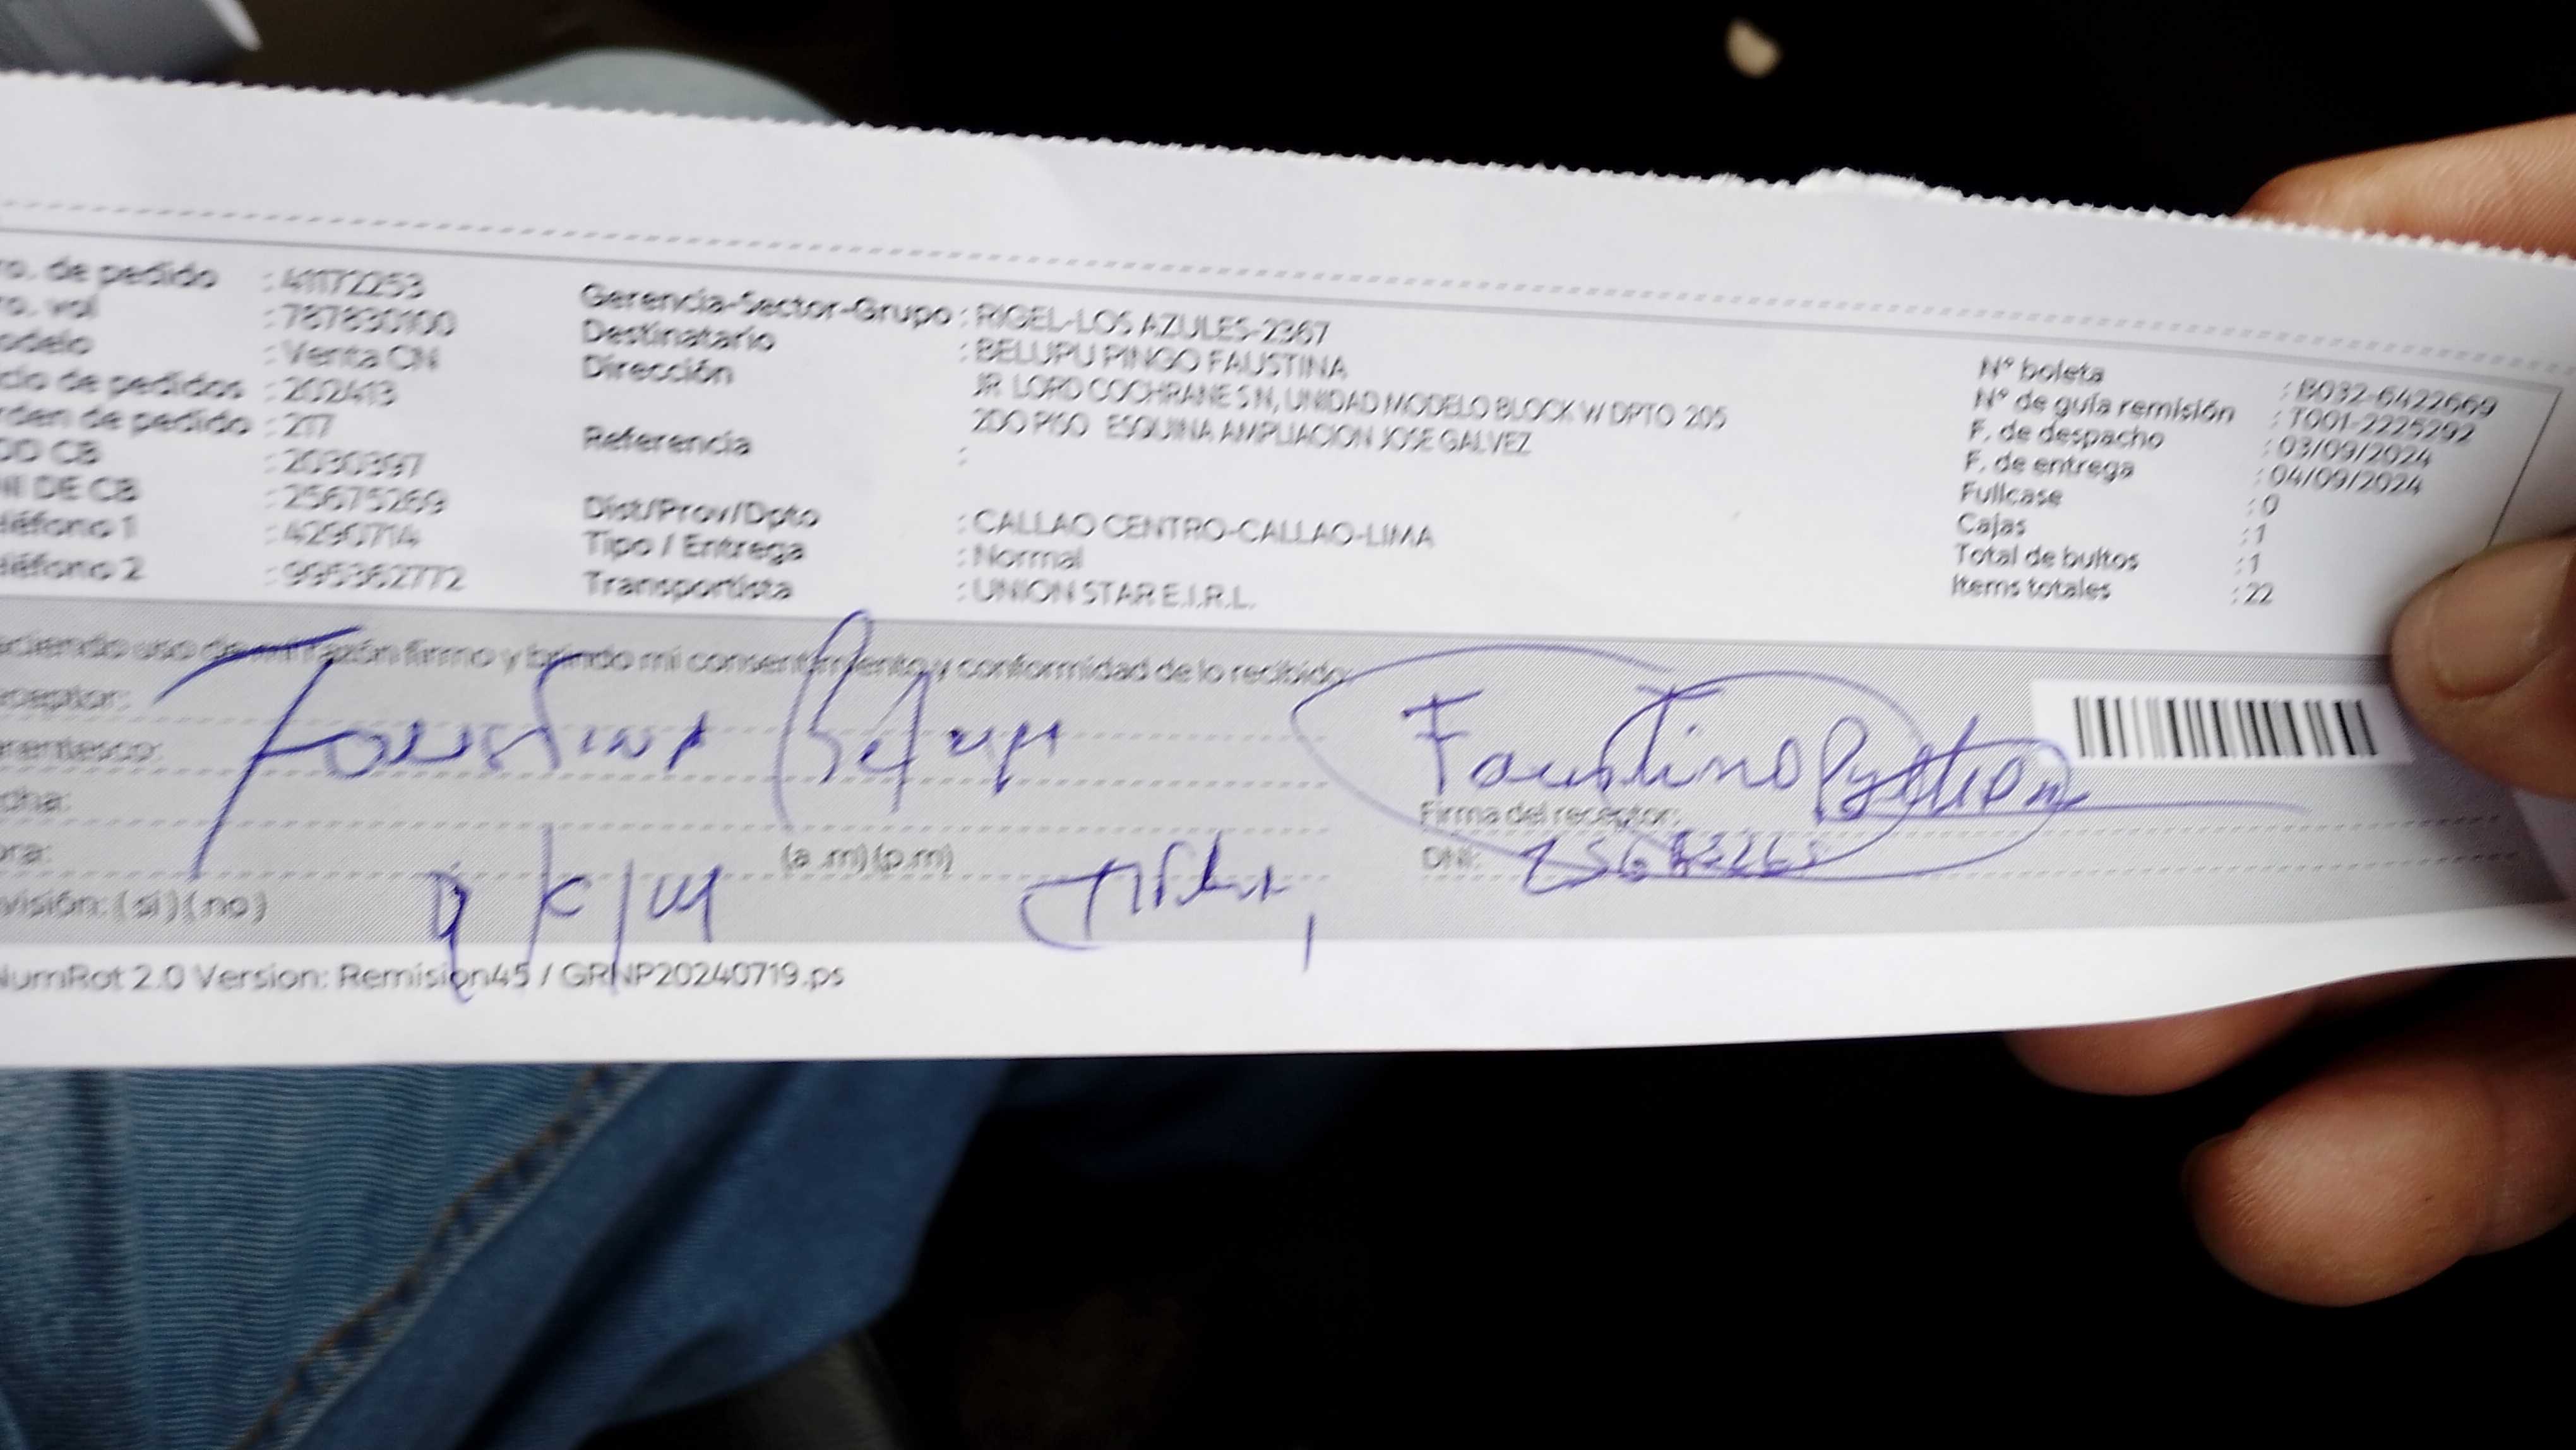 ro. de pedido : 41172253
ro. vol : 787830100
odelo : Venta CN
cio de pedidos : 202413
rden de pedido : 217
OD CB : 2030397
NI DE CB : 25675269
léfono 1 : 4290714
léfono 2 : 995362772
Gerencia-Sector-Grupo : RIGEL-LOS AZULES-2367
Destinatario : BELUPU PINGO FAUSTINA
Dirección JR LORD COCHRANE S N, UNIDAD MODELO BLOCK W DPTO 205
2DO PISO ESQUINA AMPLIACION JOSE GALVEZ
Referencia :
Dist/Prov/Dpto : CALLAO CENTRO-CALLAO-LIMA
Tipo / Entrega : Normal
Transportista : UNION STAR E.I.R.L.
N° boleta : B032-6422669
N° de guía remisión : T001-2225292
F. de despacho : 03/09/2024
F. de entrega : 04/09/2024
Fullcase : 0
Cajas : 1
Total de bultos : 1
Items totales : 22
aciendo uso de mi razón firmo y brindo mi consentimiento y conformidad de lo recibido:
eceptor:
arentesco:
Faustina
echa:
ora: (a .m) (p.m)
visión: ( si ) ( no )
Faustino
Firma del receptor:
DNI:
NumRot 2.0 Version: Remision45 / GRNP20240719.ps